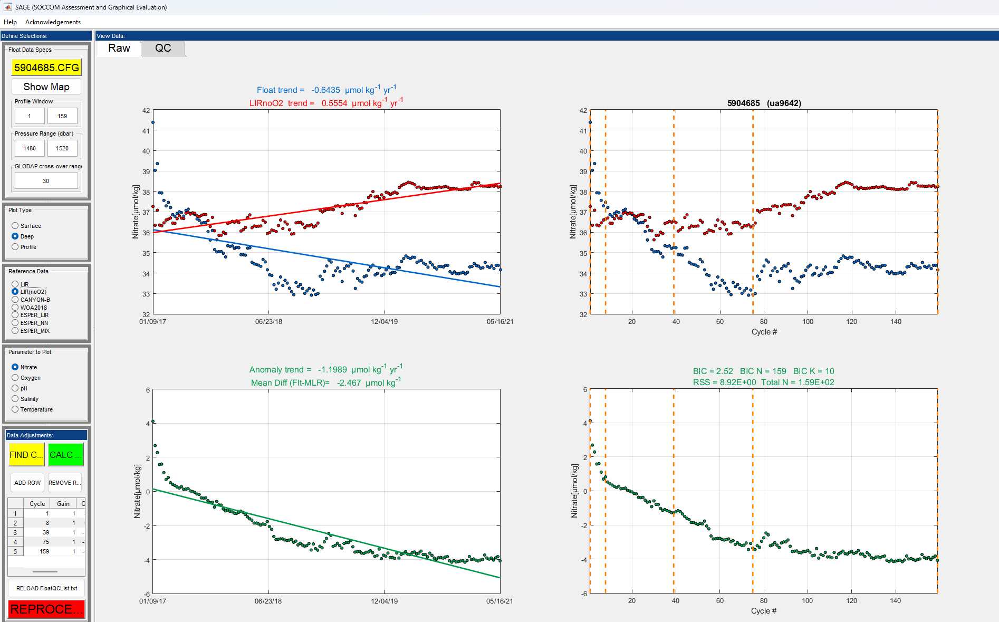 SAGE (SOCCOM Assessment and Graphical Evaluation)
Help Acknowledgements
Define Selections:
Float Data Specs
5904685.CFG
Show Map
Profile Window
1 159
Pressure Range (dbar)
1480 1520
GLODAP cross-over range
30
Plot Type
Surface
Deep
Profile
Reference Data
LIR
LIR(noO2)
CANYON-B
WOA2018
ESPER_LIR
ESPER_NN
ESPER_MIX
Parameter to Plot
Nitrate
Oxygen
pH
Salinity
Temperature
Data Adjustments:
FIND C... CALC ...
ADD ROW REMOVE R...
Cycle Gain
1 1 1
2 8 1
3 39 1 -
4 75 1 -
5 159 1 -
RELOAD FloatQCList.txt
REPROCE...
View Data:
Raw QC
Float trend = -0.6435 µmol kg-1 yr-1
LIRnoO2 trend = 0.5554 µmol kg-1 yr-1
42
41
40
39
38
37
36
35
34
33
32
Nitrate[µmol/kg]
01/09/17 06/23/18 12/04/19 05/16/21
5904685 (ua9642)
42
41
40
39
38
37
36
35
34
33
32
Nitrate[µmol/kg]
20 40 60 80 100 120 140
Cycle #
Anomaly trend = -1.1989 µmol kg-1 yr-1
Mean Diff (Flt-MLR)= -2.467 µmol kg-1
6
4
2
0
-2
-4
-6
Nitrate[µmol/kg]
01/09/17 06/23/18 12/04/19 05/16/21
BIC = 2.52 BIC N = 159 BIC K = 10
RSS = 8.92E+00 Total N = 1.59E+02
6
4
2
0
-2
-4
-6
Nitrate[µmol/kg]
20 40 60 80 100 120 140
Cycle #